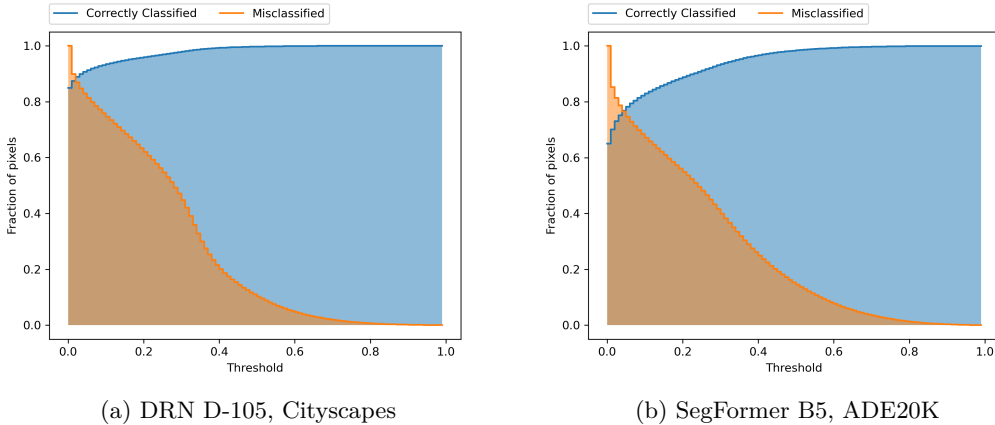 Correctly Classified Misclassified
1.0
0.8
0.6
0.4
0.2
0.0
Fraction of pixels
0.0 0.2 0.4 0.6 0.8 1.0
Threshold
(a) DRN D-105, Cityscapes
Correctly Classified Misclassified
1.0
0.8
0.6
0.4
0.2
0.0
Fraction of pixels
0.0 0.2 0.4 0.6 0.8 1.0
Threshold
(b) SegFormer B5, ADE20K